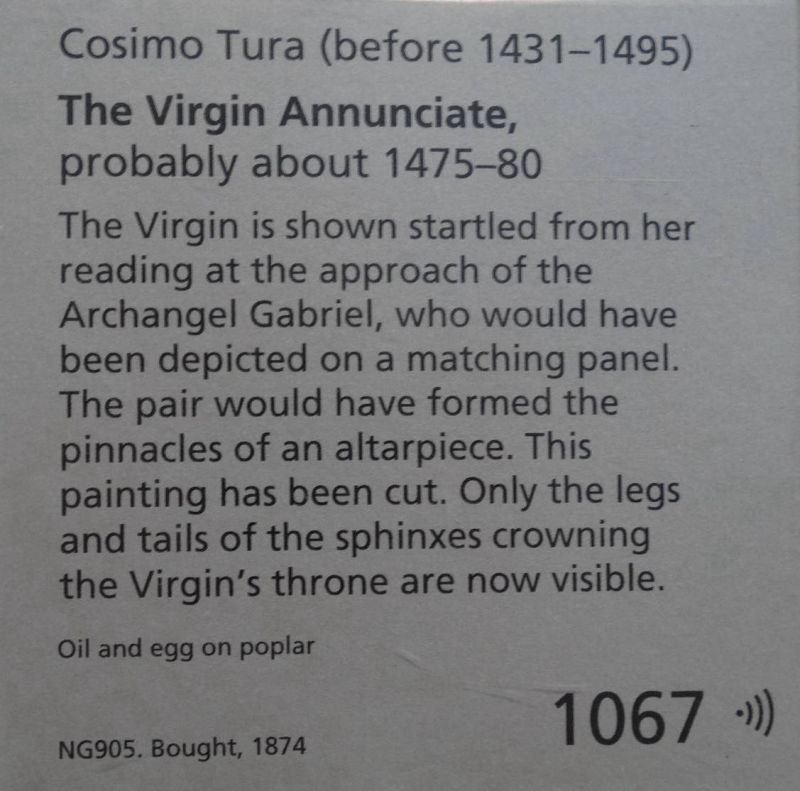 Cosimo Tura (before 1431–1495)
The Virgin Annunciate,
probably about 1475–80
The Virgin is shown startled from her
reading at the approach of the
Archangel Gabriel, who would have
been depicted on a matching panel.
The pair would have formed the
pinnacles of an altarpiece. This
painting has been cut. Only the legs
and tails of the sphinxes crowning
the Virgin’s throne are now visible.
Oil and egg on poplar
1067
NG905. Bought, 1874